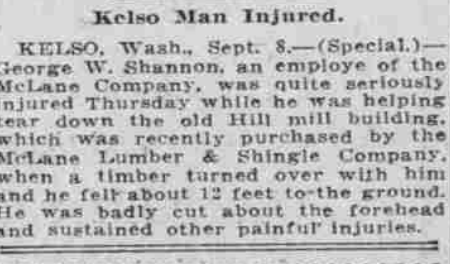 Kelso Man Injured.
KELSO, Wash., Sept. 8.—(Special.)—
George W. Shannon, an employe of the
McLane Company, was quite seriously
injured Thursday while he was helping
tear down the old Hill mill building,
which was recently purchased by the
McLane Lumber & Shingle Company,
when a timber turned over with him
and he fell about 12 feet to the ground.
He was badly cut about the forehead
and sustained other painful injuries.